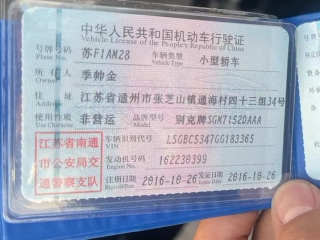 中华人民共和国机动车行驶证
Vehicle License of the People's Republic of China
号牌号码 苏F1AM28 车辆类型 小型轿车
Plate No. Vehicle Type
所有人 季帅金
Owner
住址 江苏省通州市张芝山镇通海村四十三组34号
Address
使用性质 非营运 品牌型号 别克牌SGM7152DAAA
Use Character Model
江苏省南通 车辆识别代号 LSGBC5347GG183365
市公安局交 VIN
通警察支队 发动机号码 162230399
Engine No.
注册日期 2016-10-26 发证日期 2016-10-26
Register Date Issue Date